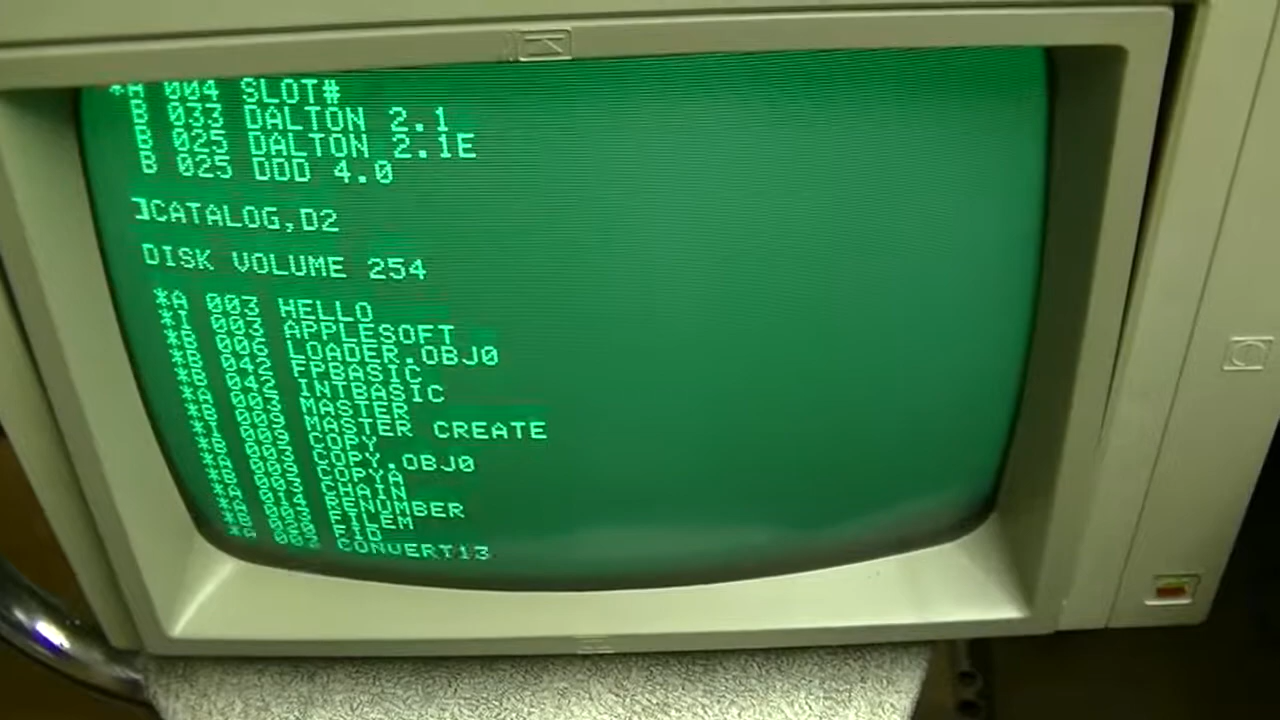 *A 004 SLOT#
B 033 DALTON 2.1
B 025 DALTON 2.1E
B 025 DOD 4.0
]CATALOG,D2
DISK VOLUME 254
*A 003 HELLO
*I 003 APPLESOFT
*B 006 LOADER.OBJ0
*B 042 FPBASIC
*B 042 INTBASIC
*A 003 MASTER
*B 009 MASTER CREATE
*I 009 COPY
*B 003 COPY.OBJ0
*A 009 COPYA
*B 003 CHAIN
*A RENUMBER
*A FILEM
*B FID
CONVERT13